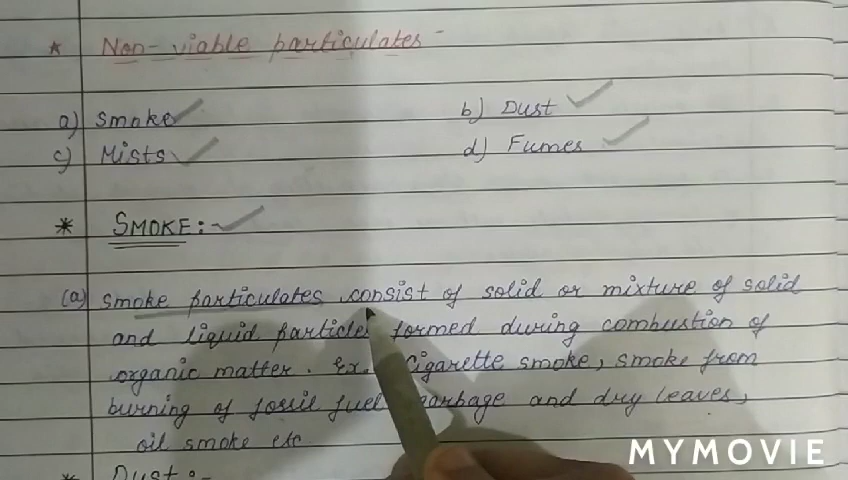 * Non-viable particulates -
a) Smoke b) Dust
c) Mists d) Fumes
* SMOKE:-
(a) Smoke particulates consist of solid or mixture of solid
and liquid particles formed during combustion of
organic matter. Ex. Cigarette smoke, smoke from
burning of fossil fuel garbage and dry leaves,
oil smoke etc
* Dust:-
MYMOVIE